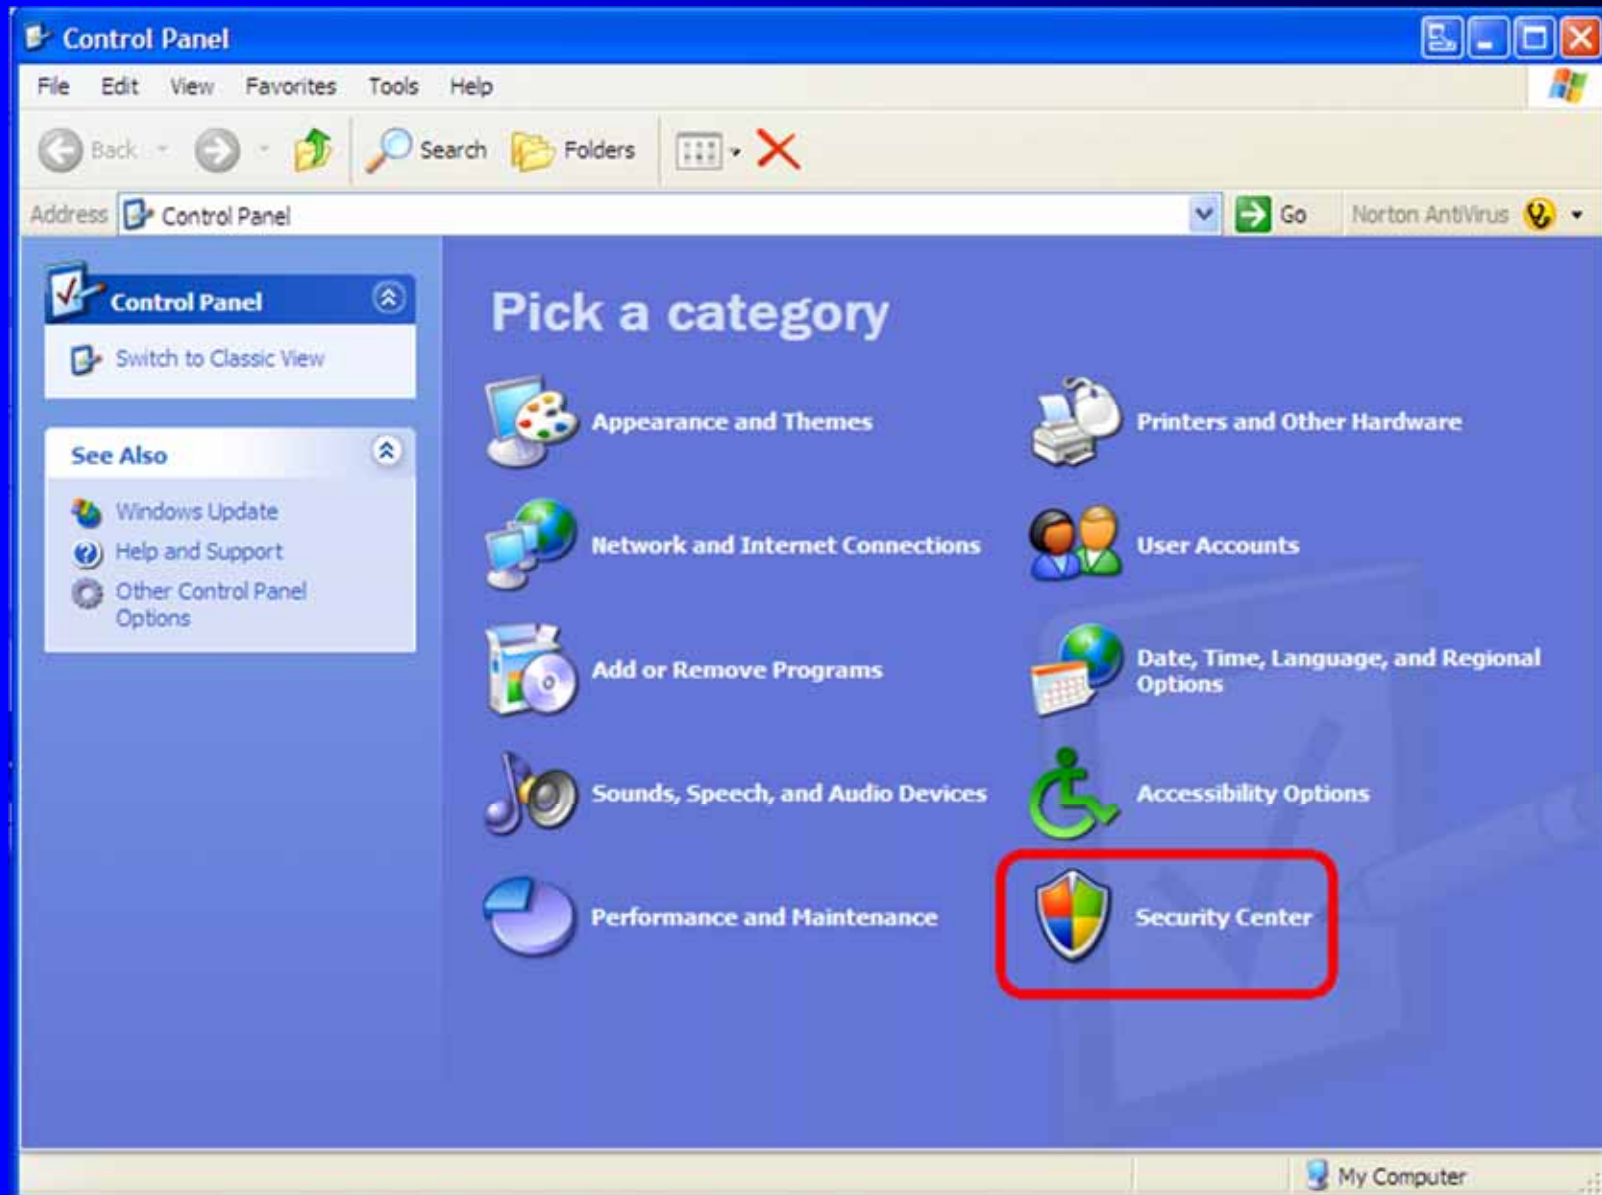 Control Panel
File Edit View Favorites Tools Help
Back Search Folders
Address Control Panel Go Norton AntiVirus
Control Panel
Switch to Classic View
See Also
Windows Update
Help and Support
Other Control Panel
Options
Pick a category
Appearance and Themes
Printers and Other Hardware
Network and Internet Connections
User Accounts
Add or Remove Programs
Date, Time, Language, and Regional
Options
Sounds, Speech, and Audio Devices
Accessibility Options
Performance and Maintenance
Security Center
My Computer